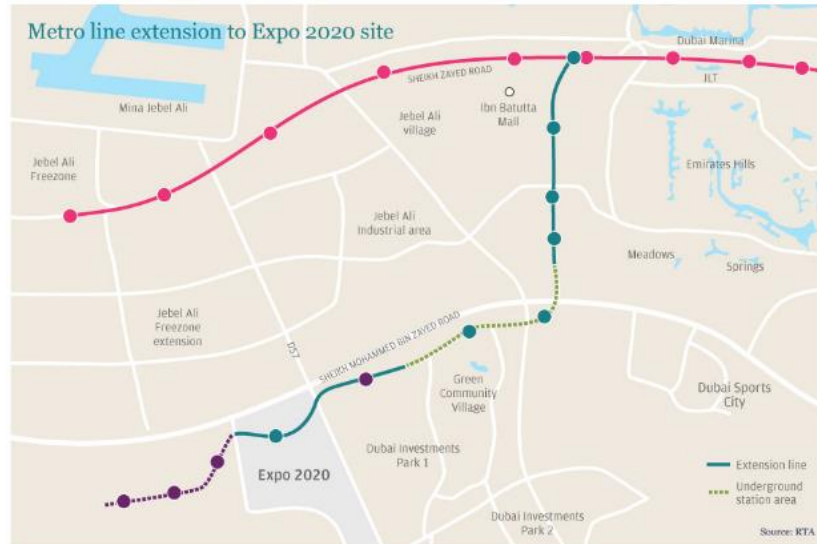 Metro line extension to Expo 2020 site
Dubai Marina
SHEIKH ZAYED ROAD
JLT
Mina Jebel Ali
Ibn Batutta
Mall
Jebel Ali
village
Jebel Ali
Freezone
Emirates Hills
Jebel Ali
Industrial area
Meadows
Springs
Jebel Ali
Freezone
extension
D57
SHEIKH MOHAMMED BIN ZAYED ROAD
Green
Community
Village
Dubai Sports
City
Dubai Investments
Park 1
Expo 2020
Extension line
Underground
station area
Dubai Investments
Park 2
Source: RTA